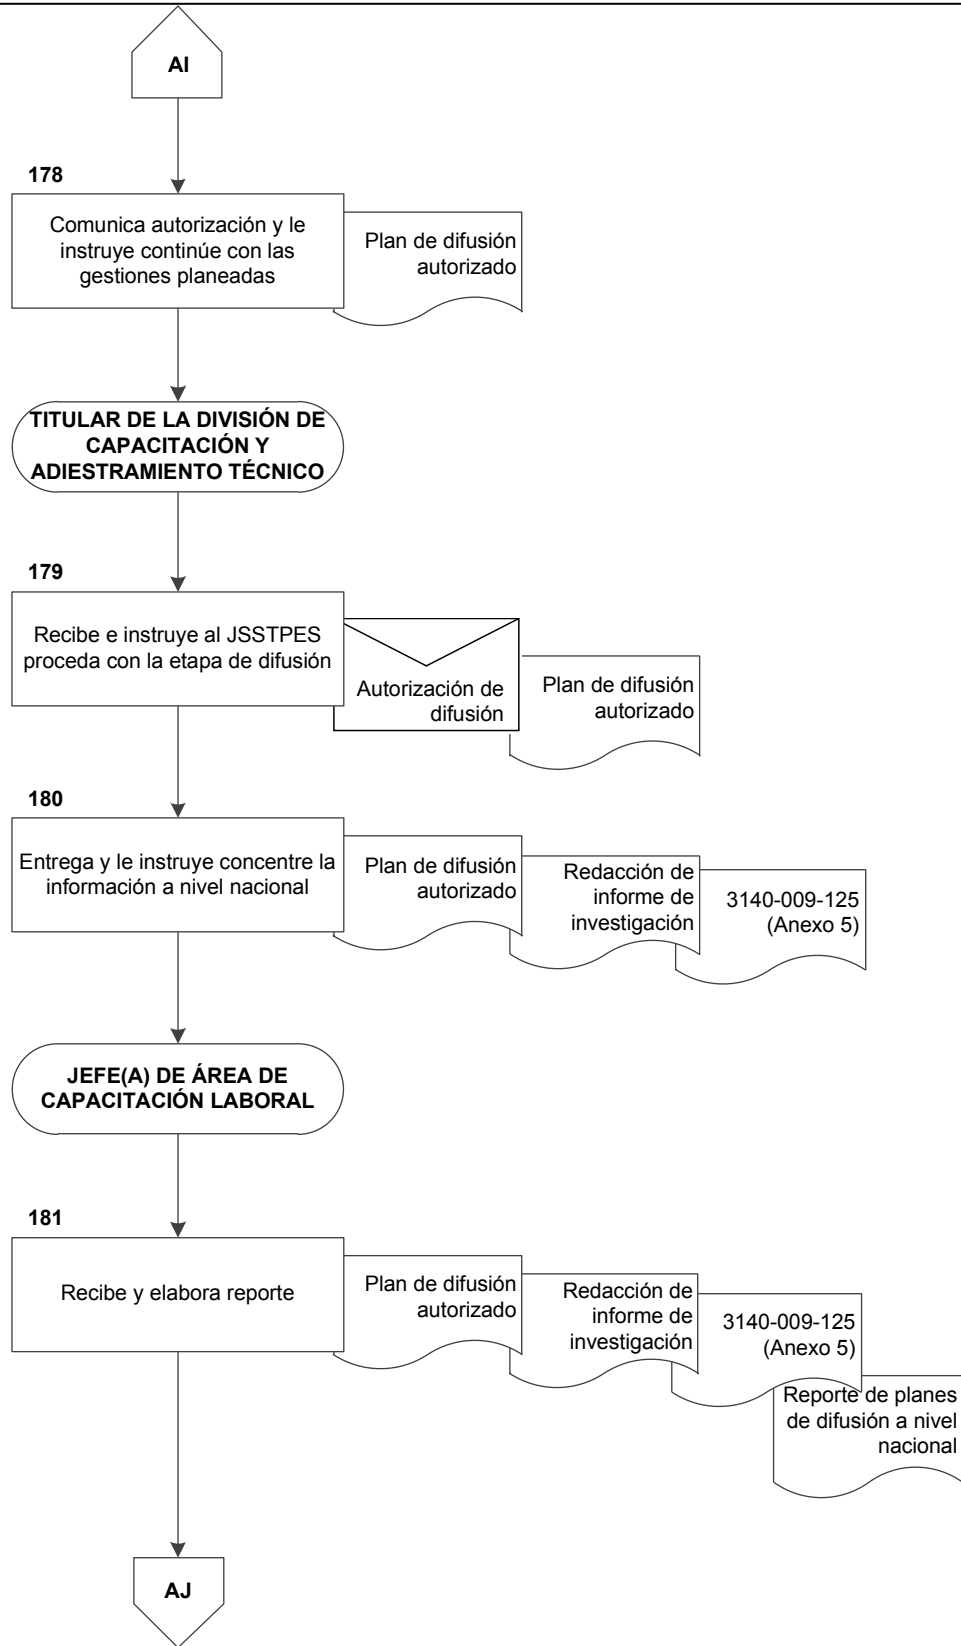 AI
178
Comunica autorización y le
instruye continúe con las
gestiones planeadas
Plan de difusión
autorizado
TITULAR DE LA DIVISIÓN DE
CAPACITACIÓN Y
ADIESTRAMIENTO TÉCNICO
179
Recibe e instruye al JSSTPES
proceda con la etapa de difusión
Autorización de
difusión
Plan de difusión
autorizado
180
Entrega y le instruye concentre la
información a nivel nacional
Plan de difusión
autorizado
Redacción de
informe de
investigación
3140-009-125
(Anexo 5)
JEFE(A) DE ÁREA DE
CAPACITACIÓN LABORAL
181
Recibe y elabora reporte
Plan de difusión
autorizado
Redacción de
informe de
investigación
3140-009-125
(Anexo 5)
Reporte de planes
de difusión a nivel
nacional
AJ